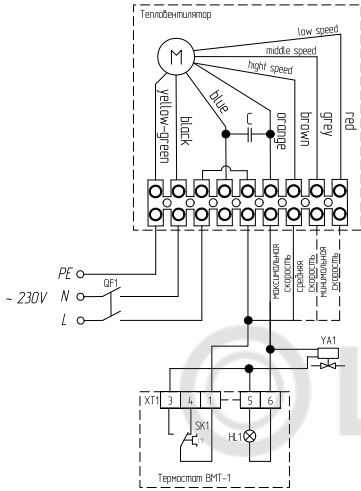 Тепловентилятор
low speed
middle speed
hight speed
M
yellow-green
black
blue
C
orange
brown
grey
red
PE
~ 230V
N
QF1
L
максимальная
скорость
средняя
скорость
минимальная
скорость
YA1
XT1
3
4
1
5
6
SK1
t°
HL1
Термостат ВМТ-1